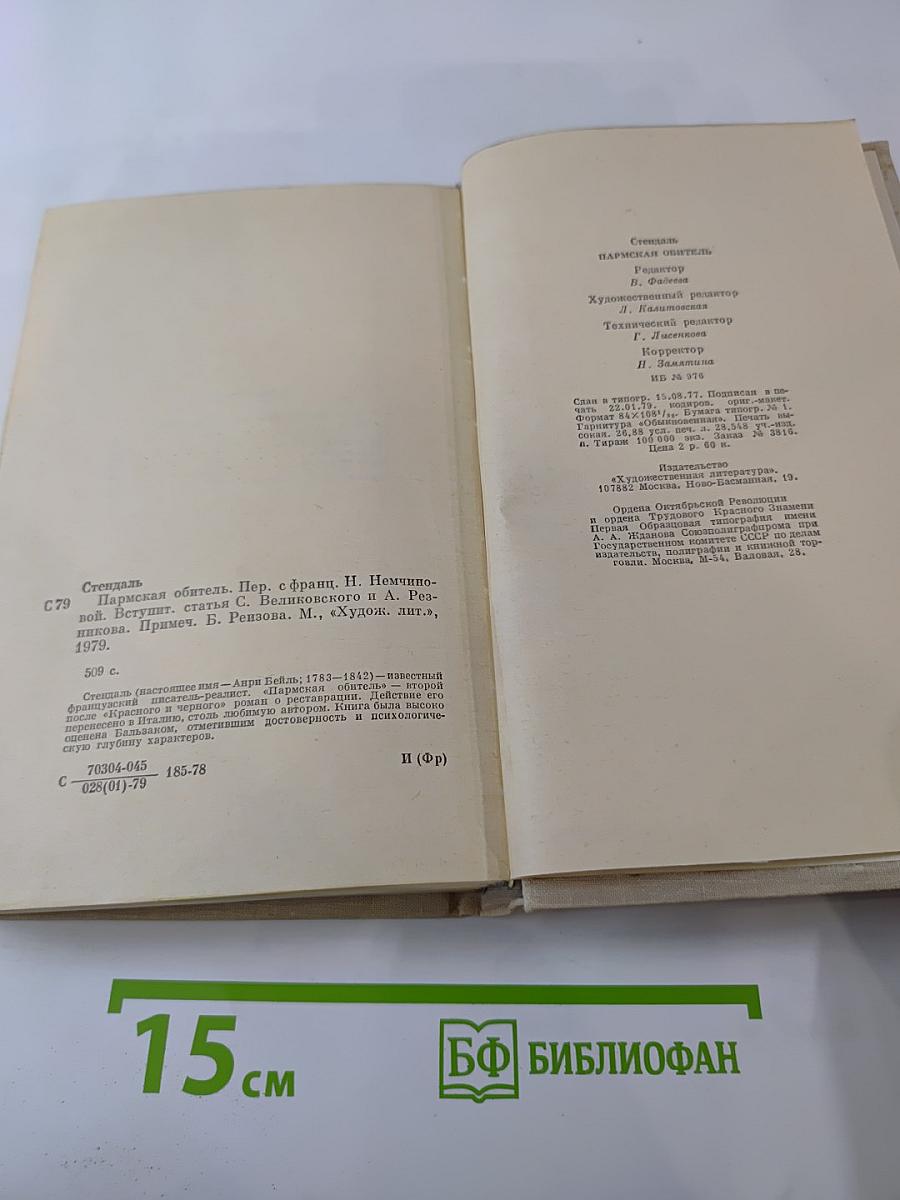 Стендаль
С79 Пармская обитель. Пер. с франц. Н. Немчино-
вой. Вступит. статья С. Великовского и А. Рез-
никова. Примеч. Б. Реизова. М., «Худож. лит.»,
1979.
509 с.
Стендаль (настоящее имя — Анри Бейль; 1783—1842) — известный
французский писатель-реалист. «Пармская обитель» — второй
после «Красного и черного» роман о реставрации. Действие его
перенесено в Италию, столь любимую автором. Книга была высоко
оценена Бальзаком, отметившим достоверность и психологиче-
скую глубину характеров.
70304-045
С 185-78
028(01)-79
И (Фр)
Стендаль
ПАРМСКАЯ ОБИТЕЛЬ
Редактор
В. Фадеева
Художественный редактор
Л. Калитовская
Технический редактор
Г. Лысенкова
Корректор
Н. Замятина
ИБ № 976
Сдан в типогр. 15.08.77. Подписан в пе-
чать 22.01.79. кодиров. ориг.-макет.
Формат 84×108¹/₃₂. Бумага типогр. № 1.
Гарнитура «Обыкновенная». Печать вы-
сокая. 26,88 усл. печ. л. 28,548 уч.-изд.
л. Тираж 100 000 экз. Заказ № 3816.
Цена 2 р. 60 к.
Издательство
«Художественная литература».
107882 Москва. Ново-Басманная, 19.
Ордена Октябрьской Революции
и ордена Трудового Красного Знамени
Первая Образцовая типография имени
А. А. Жданова Союзполиграфпрома при
Государственном комитете СССР по делам
издательств, полиграфии и книжной тор-
говли. Москва, М-54, Валовая, 28.
15 см
БФ БИБЛИОФАН